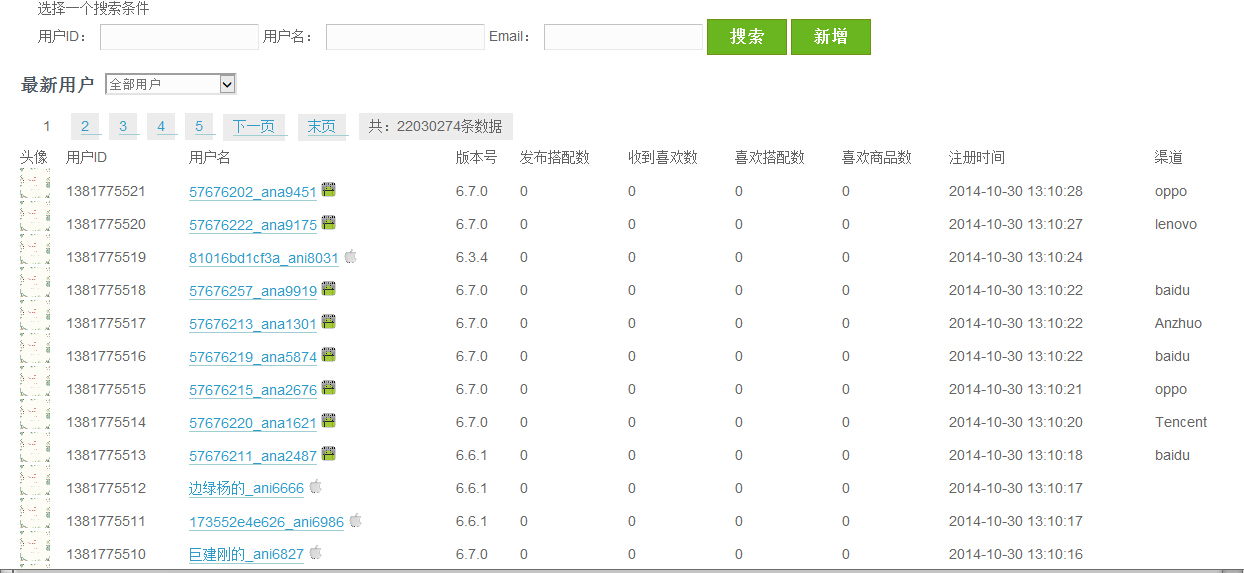 选择一个搜索条件
用户ID： 用户名： Email： 搜索 新增
最新用户 全部用户
1 2 3 4 5 下一页 末页 共：22030274条数据
头像 用户ID 用户名 版本号 发布搭配数 收到喜欢数 喜欢搭配数 喜欢商品数 注册时间 渠道
1381775521 57676202_ana9451 6.7.0 0 0 0 0 2014-10-30 13:10:28 oppo
1381775520 57676222_ana9175 6.7.0 0 0 0 0 2014-10-30 13:10:27 lenovo
1381775519 81016bd1cf3a_ani8031 6.3.4 0 0 0 0 2014-10-30 13:10:24
1381775518 57676257_ana9919 6.7.0 0 0 0 0 2014-10-30 13:10:22 baidu
1381775517 57676213_ana1301 6.7.0 0 0 0 0 2014-10-30 13:10:22 Anzhuo
1381775516 57676219_ana5874 6.7.0 0 0 0 0 2014-10-30 13:10:22 baidu
1381775515 57676215_ana2676 6.7.0 0 0 0 0 2014-10-30 13:10:21 oppo
1381775514 57676220_ana1621 6.7.0 0 0 0 0 2014-10-30 13:10:20 Tencent
1381775513 57676211_ana2487 6.6.1 0 0 0 0 2014-10-30 13:10:18 baidu
1381775512 边绿杨的_ani6666 6.6.1 0 0 0 0 2014-10-30 13:10:17
1381775511 173552e4e626_ani6986 6.6.1 0 0 0 0 2014-10-30 13:10:17
1381775510 巨建刚的_ani6827 6.7.0 0 0 0 0 2014-10-30 13:10:16